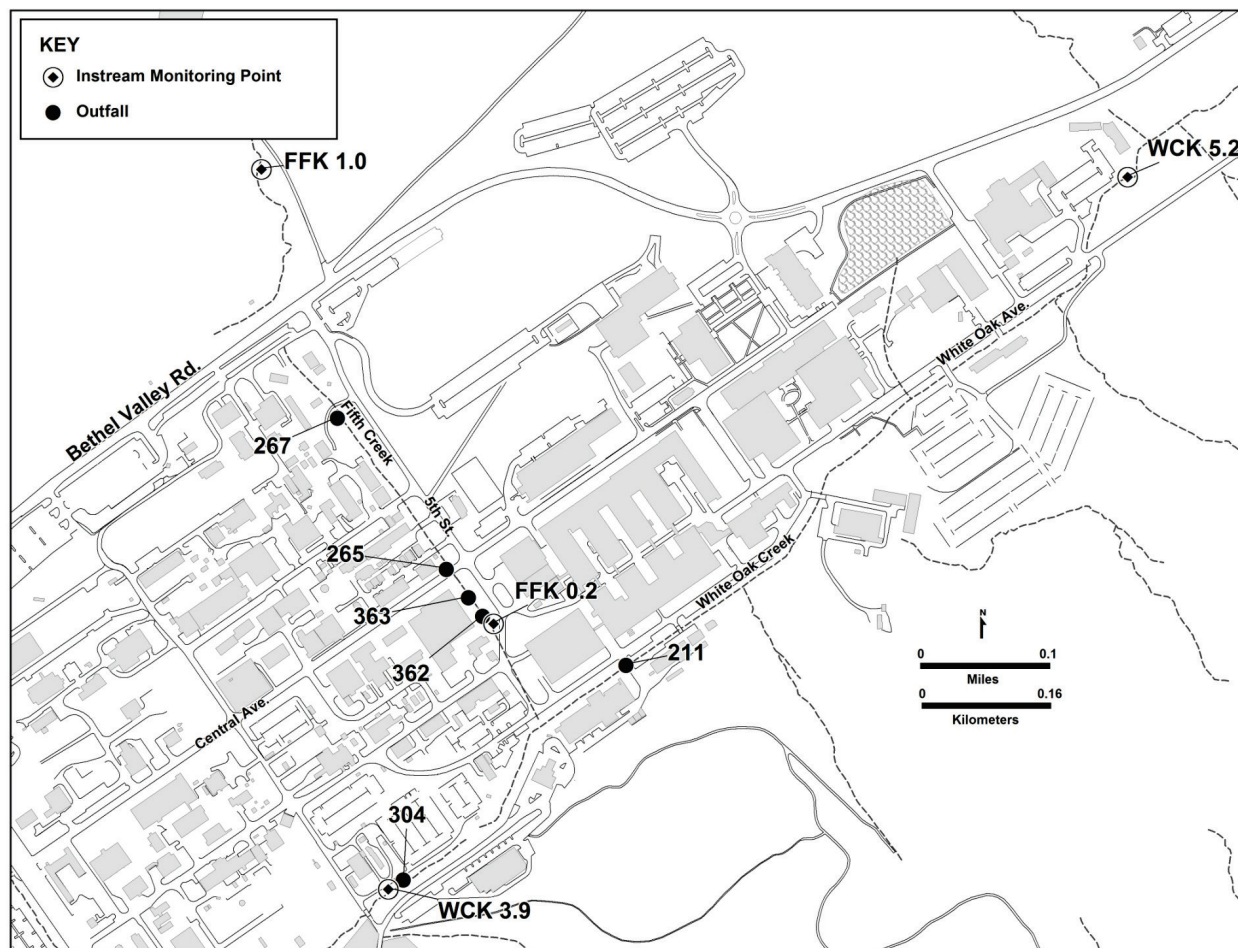 KEY
Instream Monitoring Point
Outfall
FFK 1.0
WCK 5.2
Bethel Valley Rd.
White Oak Ave.
267
Fifth Creek
5th St
265
FFK 0.2
363
362
White Oak Creek
211
N
0 0.1
Miles
0 0.16
Kilometers
Central Ave.
304
WCK 3.9